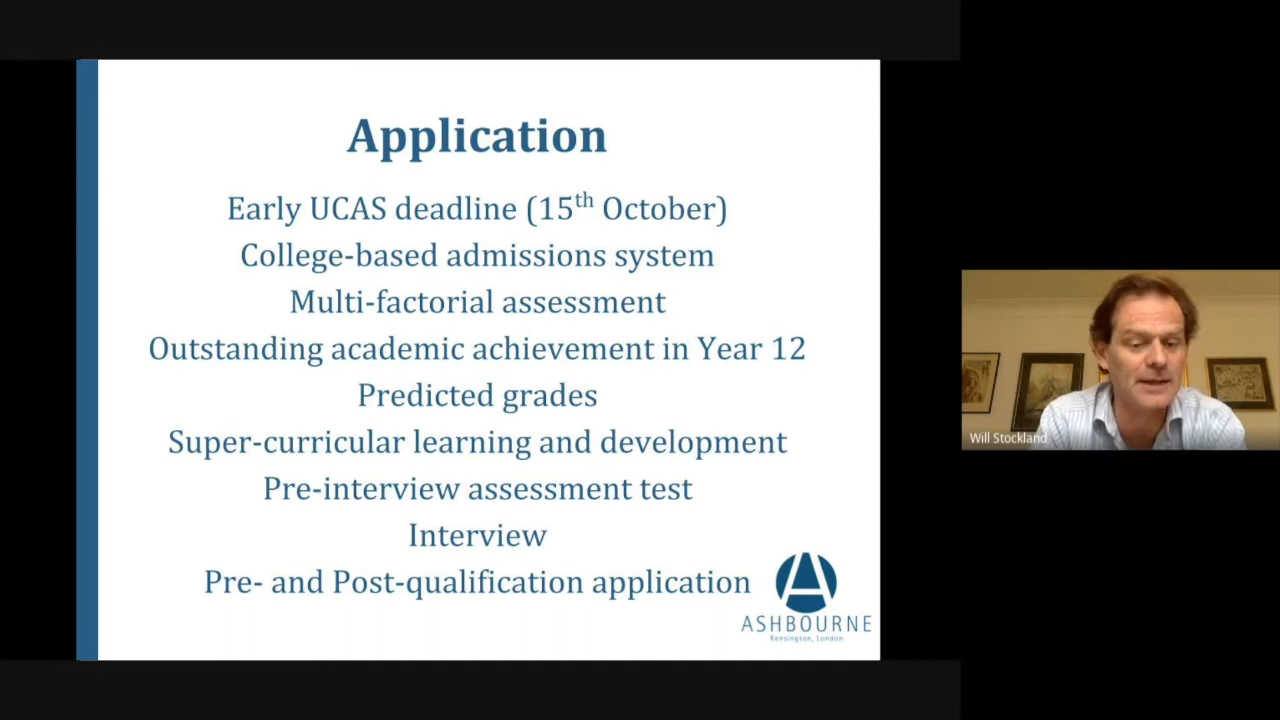 Application
Early UCAS deadline (15th October)
College-based admissions system
Multi-factorial assessment
Outstanding academic achievement in Year 12
Predicted grades
Super-curricular learning and development
Pre-interview assessment test
Interview
Pre- and Post-qualification application
ASHBOURNE
Kensington, London
Will Stockland